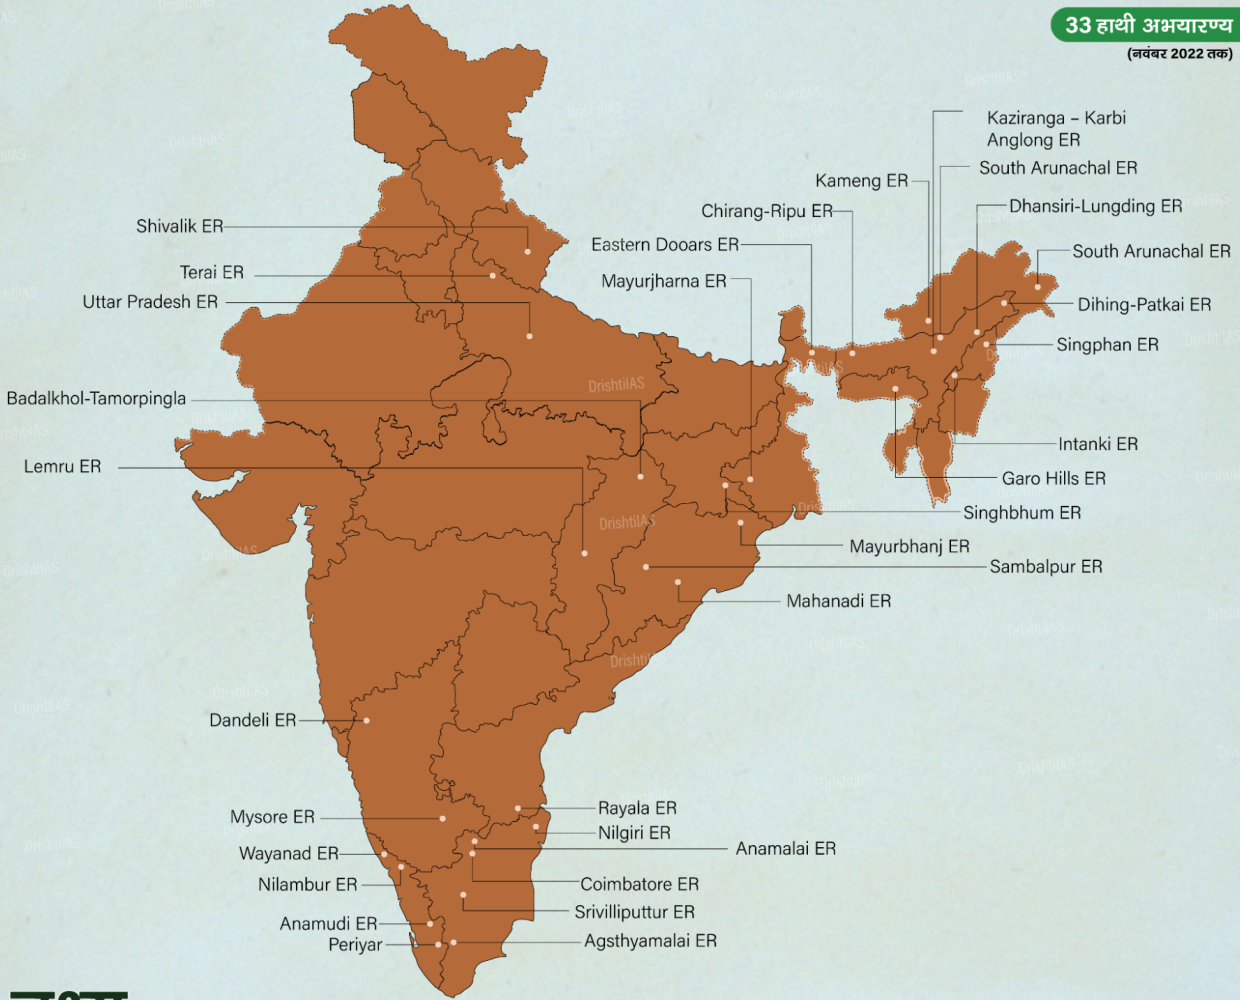 33 हाथी अभयारण्य
(नवंबर 2022 तक)
Kaziranga – Karbi
Anglong ER
South Arunachal ER
Kameng ER
Dhansiri-Lungding ER
Chirang-Ripu ER
Shivalik ER
Eastern Dooars ER
South Arunachal ER
Terai ER
Mayurjharna ER
Uttar Pradesh ER
Dihing-Patkai ER
Singphan ER
Badalkhol-Tamorpingla
Intanki ER
Lemru ER
Garo Hills ER
Singhbhum ER
Mayurbhanj ER
Sambalpur ER
Mahanadi ER
Dandeli ER
Rayala ER
Mysore ER
Nilgiri ER
Anamalai ER
Wayanad ER
Nilambur ER
Coimbatore ER
Srivilliputtur ER
Anamudi ER
Agsthyamalai ER
Periyar
DrishtiIAS
DrishtiIAS
DrishtiIAS